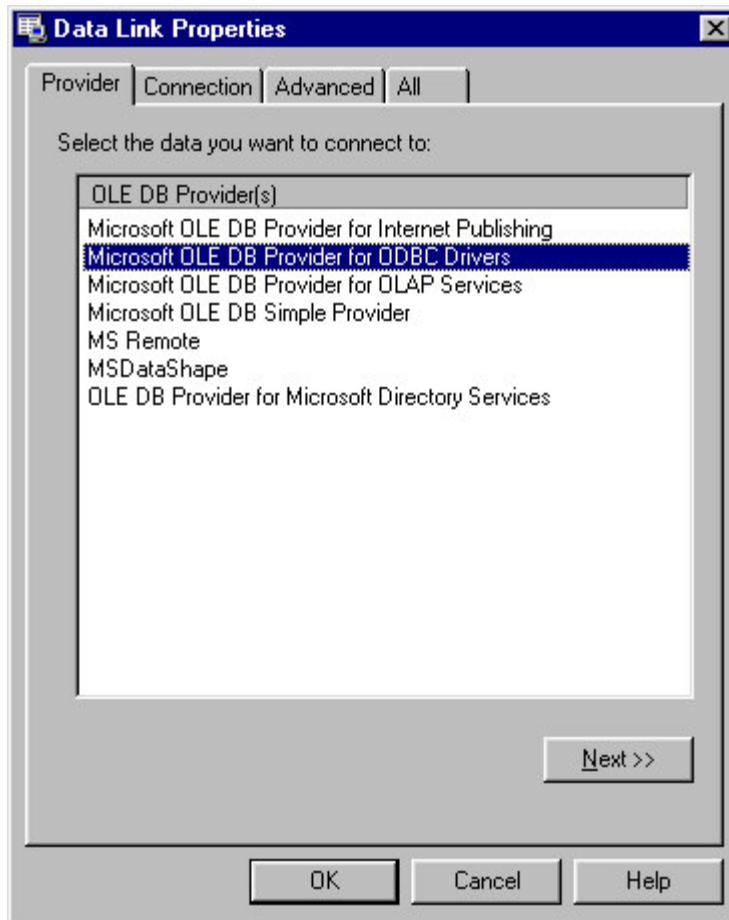 Data Link Properties
Provider Connection Advanced All
Select the data you want to connect to:
OLE DB Provider(s)
Microsoft OLE DB Provider for Internet Publishing
Microsoft OLE DB Provider for ODBC Drivers
Microsoft OLE DB Provider for OLAP Services
Microsoft OLE DB Simple Provider
MS Remote
MSDataShape
OLE DB Provider for Microsoft Directory Services
Next >>
OK Cancel Help